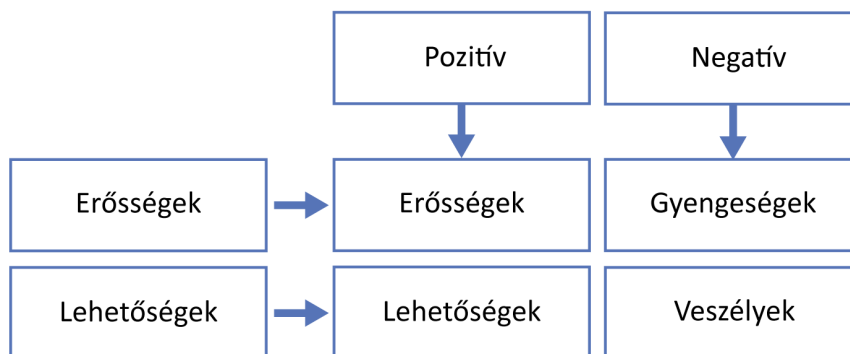 Pozitív
Negatív
Erősségek
Erősségek
Gyengeségek
Lehetőségek
Lehetőségek
Veszélyek